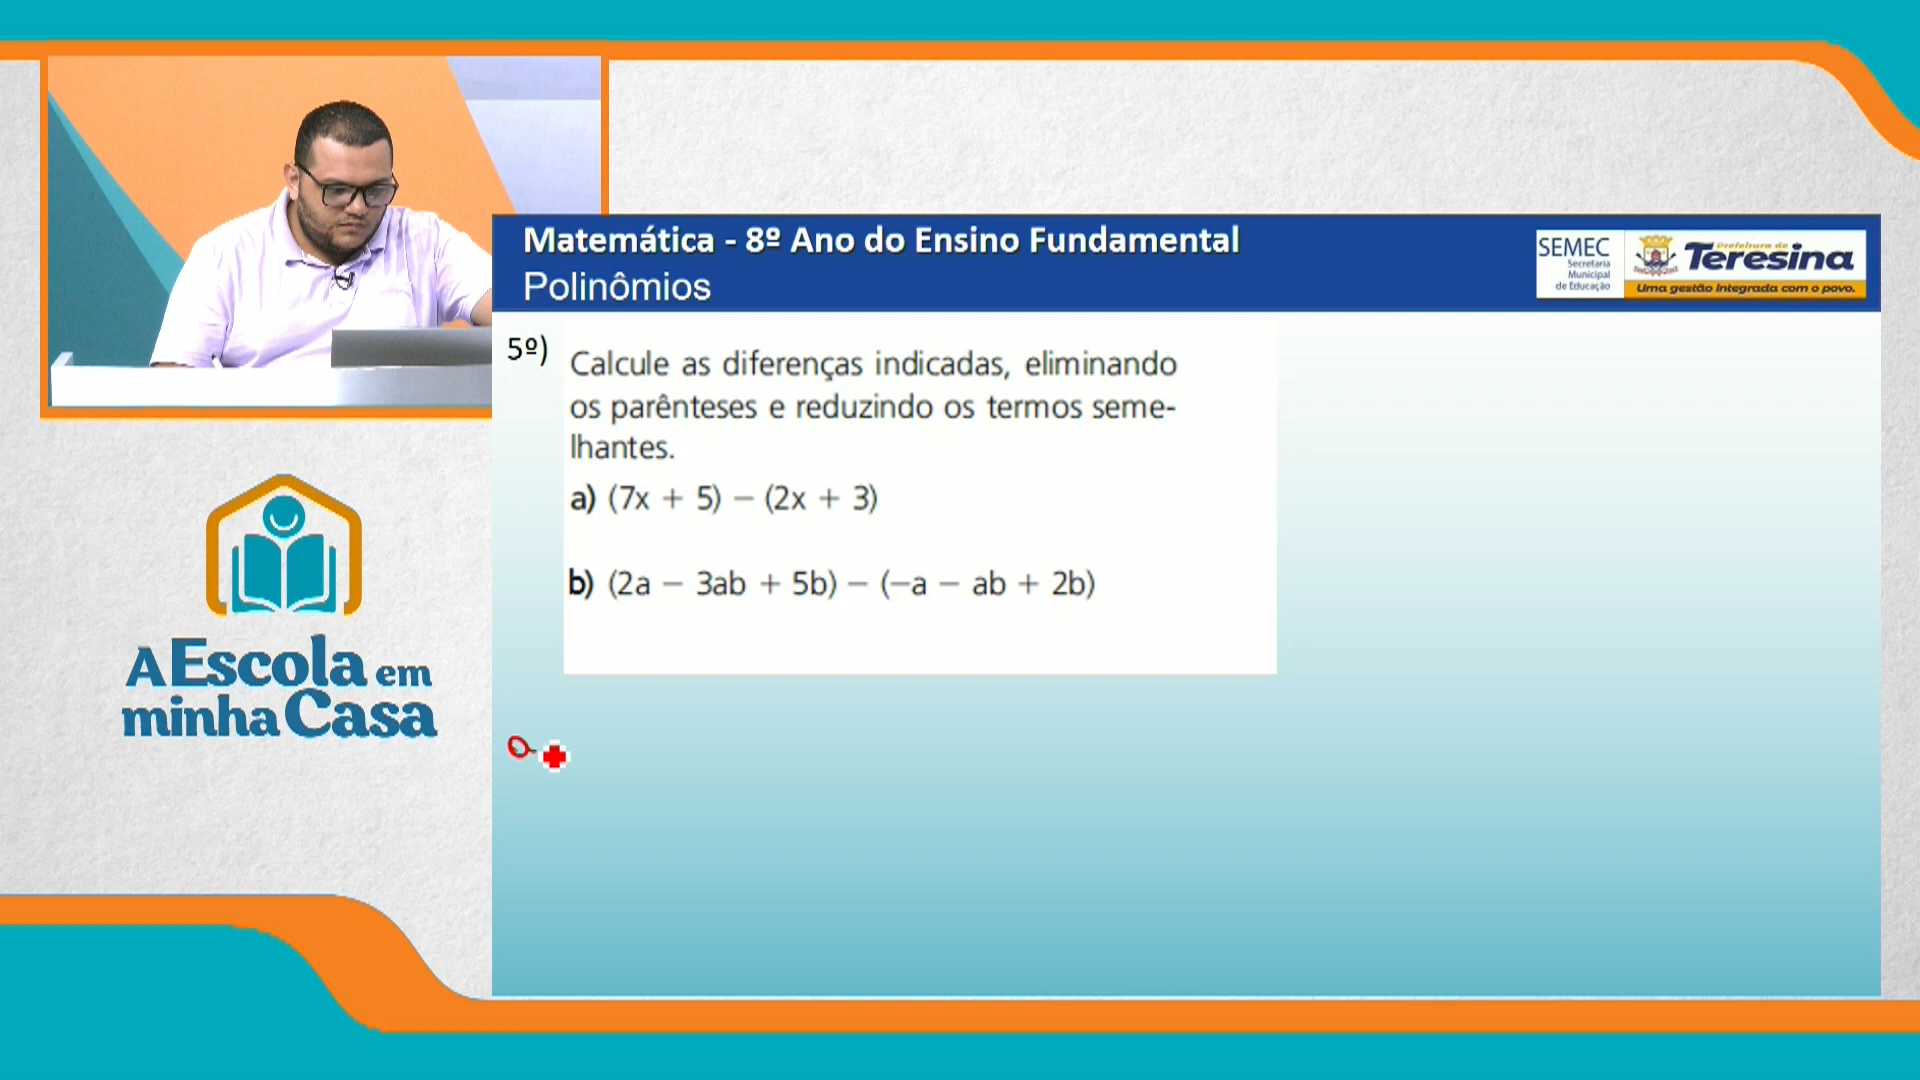 Matemática - 8º Ano do Ensino Fundamental
Polinômios
SEMEC
Secretaria
Municipal
de Educação
Prefeitura de
Teresina
Uma gestão integrada com o povo.
5º)
Calcule as diferenças indicadas, eliminando
os parênteses e reduzindo os termos seme-
lhantes.
a) (7x + 5) − (2x + 3)
b) (2a − 3ab + 5b) − (−a − ab + 2b)
A Escola em
minha Casa